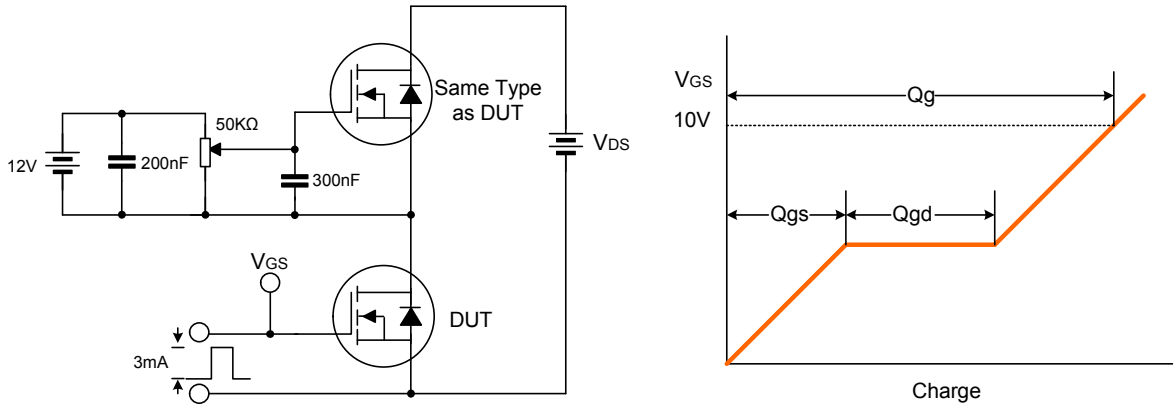 12V
200nF
50KΩ
300nF
Same Type
as DUT
VDS
VGS
DUT
3mA
VGS
10V
Qg
Qgs
Qgd
Charge